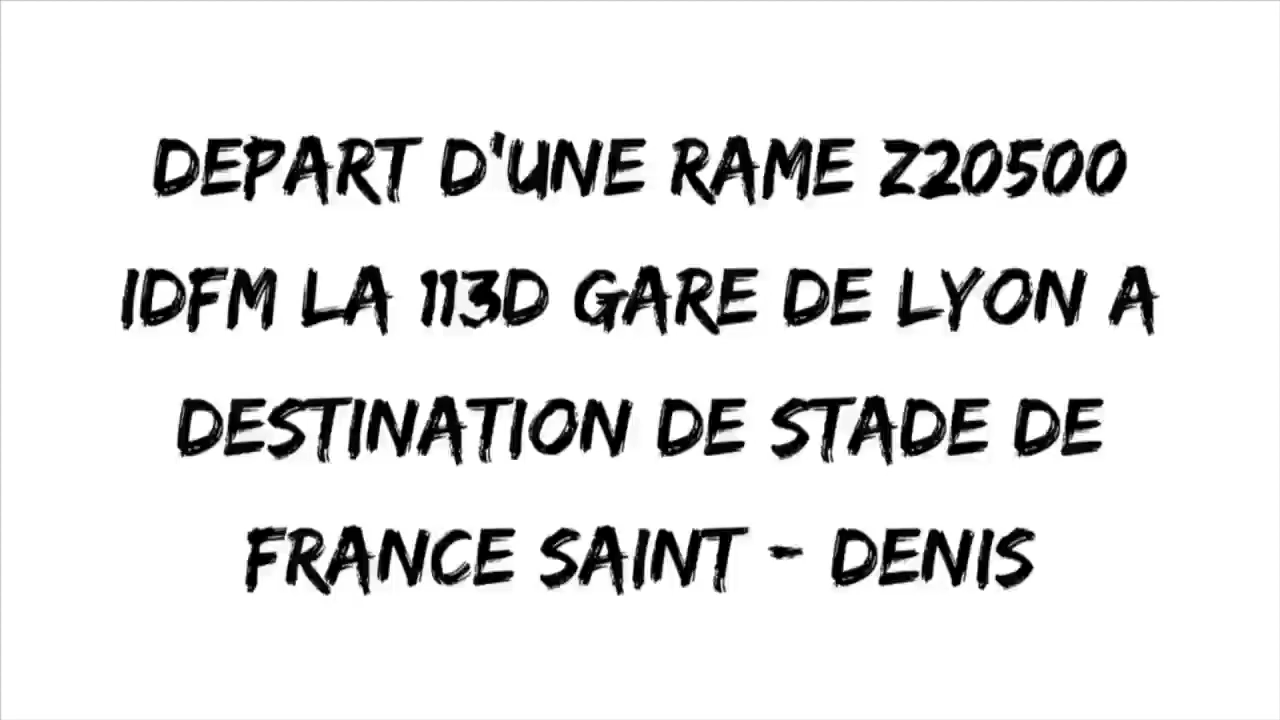 DEPART D'UNE RAME Z20500
IDFM LA 113D GARE DE LYON A
DESTINATION DE STADE DE
FRANCE SAINT - DENIS